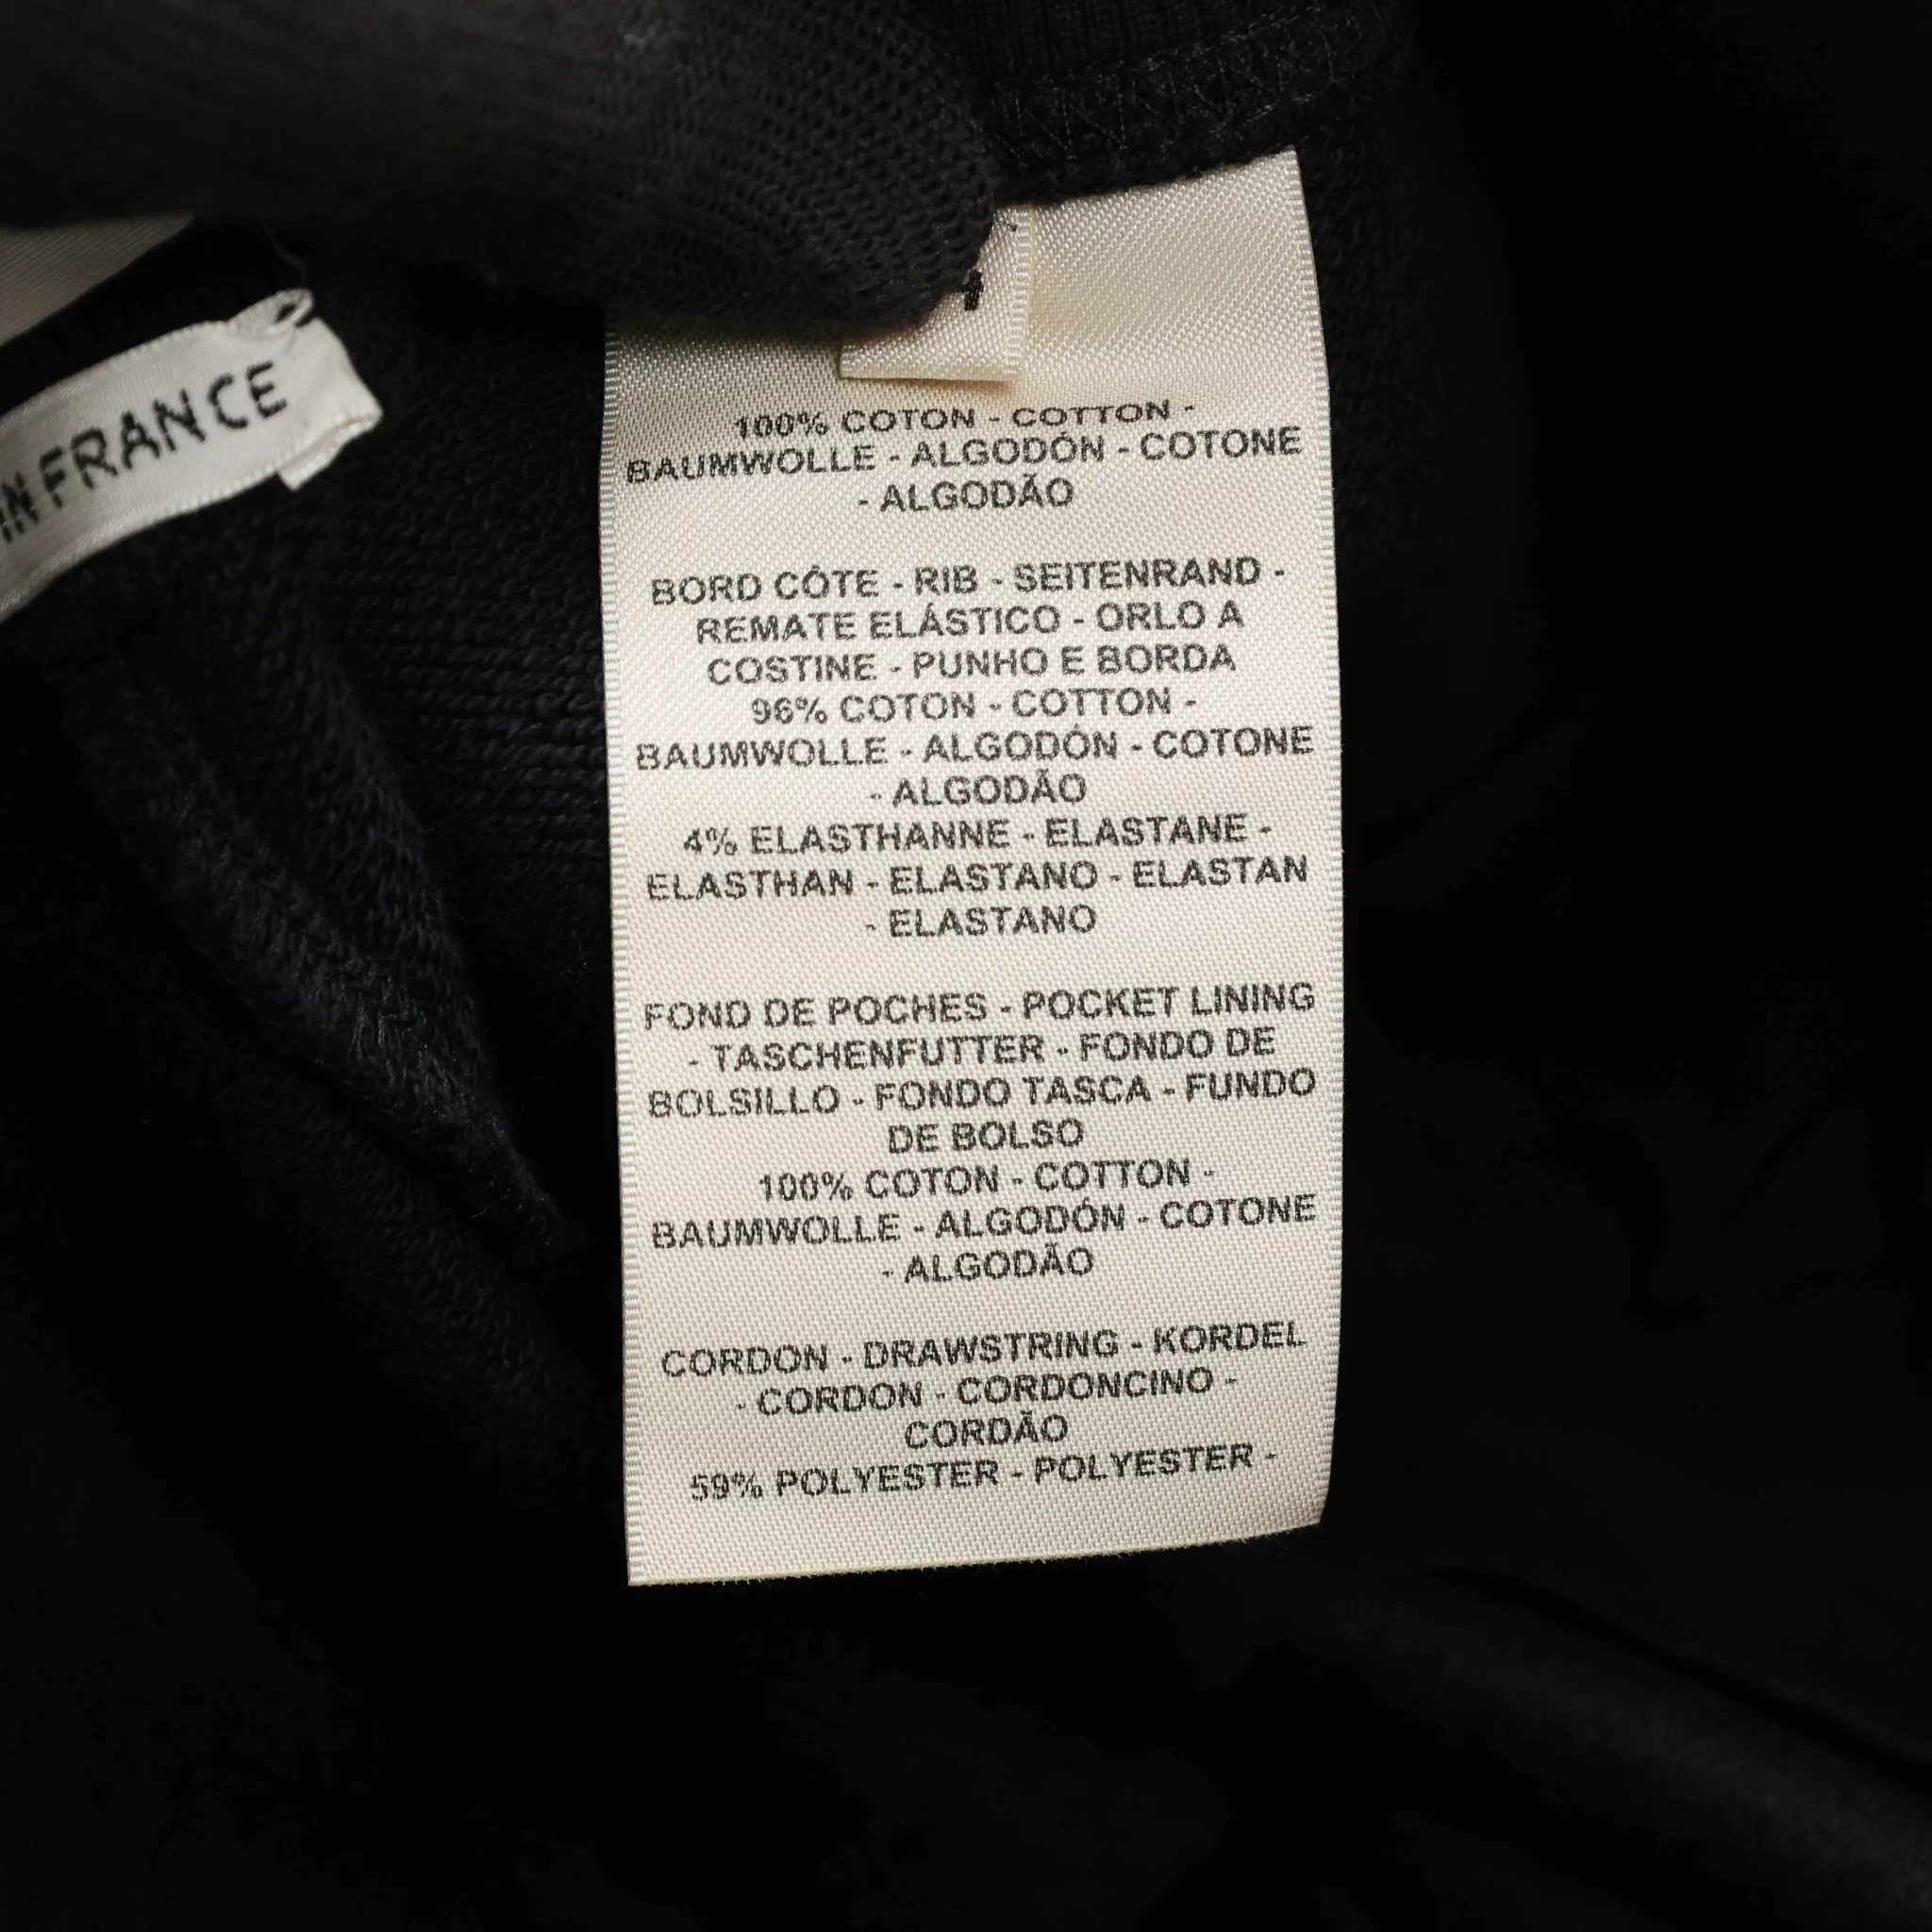 IN FRANCE
100% COTON - COTTON -
BAUMWOLLE - ALGODÓN - COTONE
- ALGODÃO
BORD CÔTE - RIB - SEITENRAND -
REMATE ELÁSTICO - ORLO A
COSTINE - PUNHO E BORDA
96% COTON - COTTON -
BAUMWOLLE - ALGODÓN - COTONE
- ALGODÃO
4% ELASTHANNE - ELASTANE -
ELASTHAN - ELASTANO - ELASTAN
- ELASTANO
FOND DE POCHES - POCKET LINING
- TASCHENFUTTER - FONDO DE
BOLSILLO - FONDO TASCA - FUNDO
DE BOLSO
100% COTON - COTTON -
BAUMWOLLE - ALGODÓN - COTONE
- ALGODÃO
CORDON - DRAWSTRING - KORDEL
- CORDON - CORDONCINO -
CORDÃO
59% POLYESTER - POLYESTER -